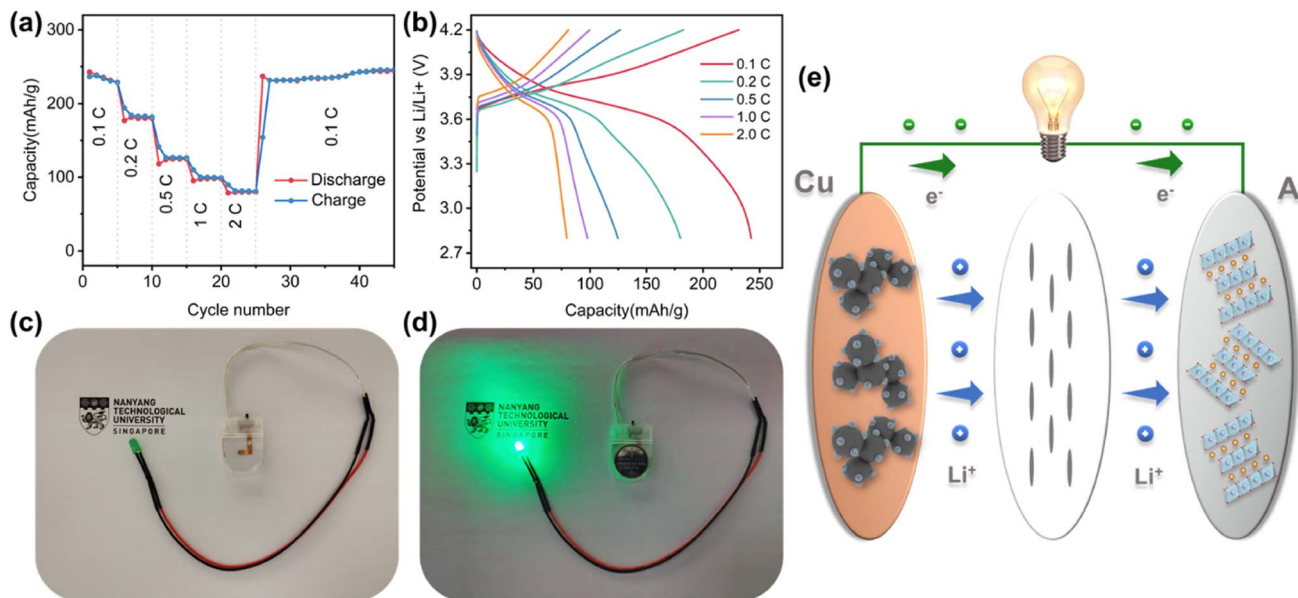 (a)
300
200
100
0
Capacity(mAh/g)
0.1 C
0.2 C
0.5 C
1 C
2 C
0.1 C
Discharge
Charge
0
10
20
30
40
Cycle number
(b)
4.2
3.9
3.6
3.3
3.0
2.7
Potential vs Li/Li+ (V)
0.1 C
0.2 C
0.5 C
1.0 C
2.0 C
0
50
100
150
200
250
Capacity(mAh/g)
(c)
NANYANG
TECHNOLOGICAL
UNIVERSITY
SINGAPORE
(d)
NANYANG
TECHNOLOGICAL
UNIVERSITY
SINGAPORE
(e)
Cu
A
e-
e-
Li+
Li+